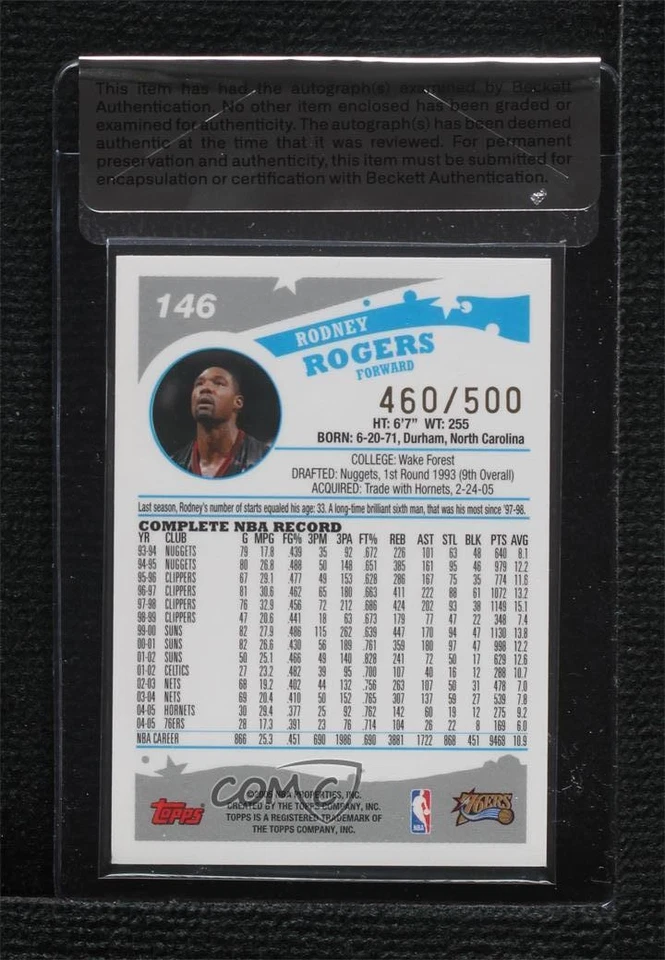 This item has had the autograph(s) examined by Beckett
Authentication. No other item enclosed has been graded or
examined for authenticity. The autograph(s) has been deemed
authentic at the time that it was reviewed. For permanent
preservation and authenticity, this item must be submitted for
encapsulation or certification with Beckett Authentication.
146
RODNEY
ROGERS
FORWARD
460/500
HT: 6'7" WT: 255
BORN: 6-20-71, Durham, North Carolina
COLLEGE: Wake Forest
DRAFTED: Nuggets, 1st Round 1993 (9th Overall)
ACQUIRED: Trade with Hornets, 2-24-05
Last season, Rodney's number of starts equaled his age: 33. A long-time brilliant sixth man, that was his most since '97-98.
COMPLETE NBA RECORD
YR CLUB G MPG FG% 3PM 3PA FT% REB AST STL BLK PTS AVG
93-94 NUGGETS 79 17.8 .439 35 92 .672 226 101 63 48 640 8.1
94-95 NUGGETS 80 26.8 .488 50 148 .651 385 161 95 46 979 12.2
95-96 CLIPPERS 67 29.1 .477 49 153 .628 286 167 75 35 774 11.6
96-97 CLIPPERS 81 30.6 .462 65 180 .663 411 222 88 61 1072 13.2
97-98 CLIPPERS 76 32.9 .456 72 212 .686 424 202 93 38 1149 15.1
98-99 CLIPPERS 47 20.6 .441 18 63 .673 179 77 47 22 348 7.4
99-00 SUNS 82 27.9 .486 115 262 .639 447 170 94 47 1130 13.8
00-01 SUNS 82 26.6 .430 56 189 .761 359 180 97 47 998 12.2
01-02 SUNS 50 25.1 .466 49 140 .828 241 72 50 17 629 12.6
01-02 CELTICS 27 23.2 .482 39 95 .700 107 40 16 12 288 10.7
02-03 NETS 68 19.2 .402 44 132 .756 263 107 50 31 478 7.0
03-04 NETS 69 20.4 .410 50 152 .765 307 137 59 27 539 7.8
04-05 HORNETS 30 29.4 .377 25 92 .762 142 60 19 12 275 9.2
04-05 76ERS 28 17.3 .391 23 76 .714 104 26 22 8 169 6.0
NBA CAREER 866 25.3 .451 690 1986 .690 3881 1722 868 451 9468 10.9
COMC
©2005 NBA PROPERTIES, INC.
CREATED BY THE TOPPS COMPANY, INC.
TOPPS IS A REGISTERED TRADEMARK OF
THE TOPPS COMPANY, INC.
topps
NBA
76ERS